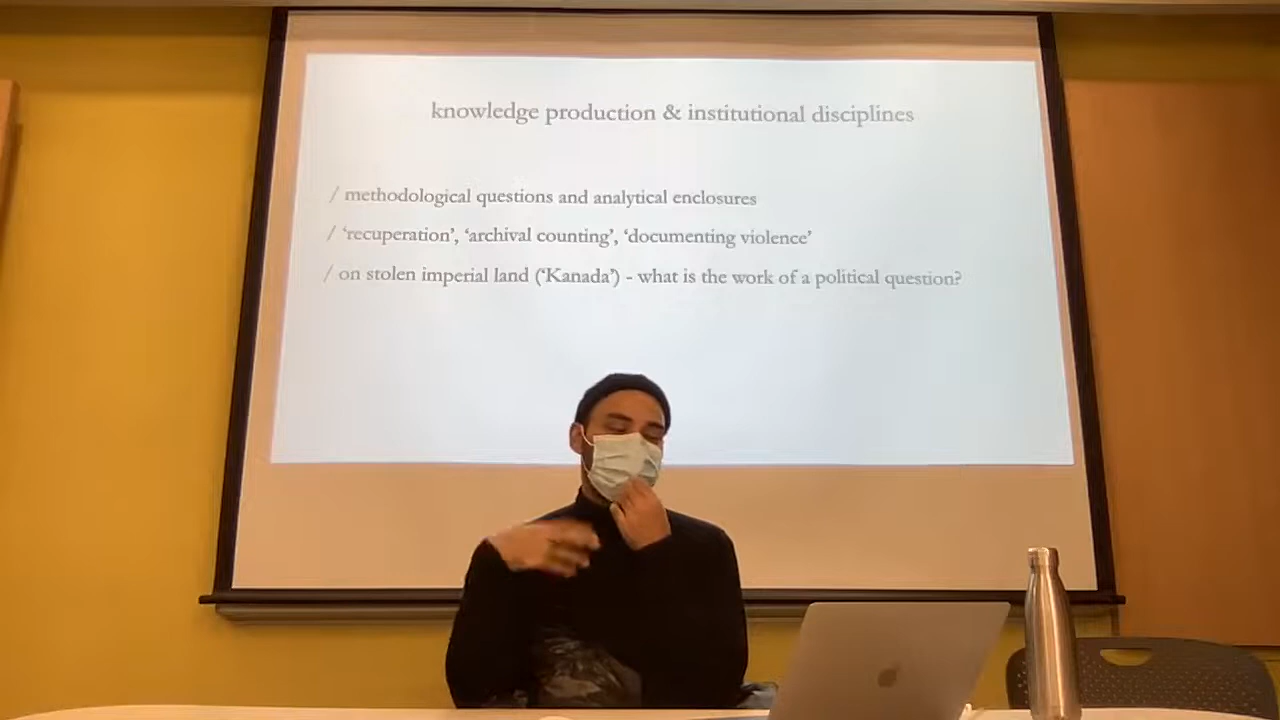 knowledge production & institutional disciplines
/ methodological questions and analytical enclosures
/ ‘recuperation’, ‘archival counting’, ‘documenting violence’
/ on stolen imperial land (‘Kanada’) - what is the work of a political question?